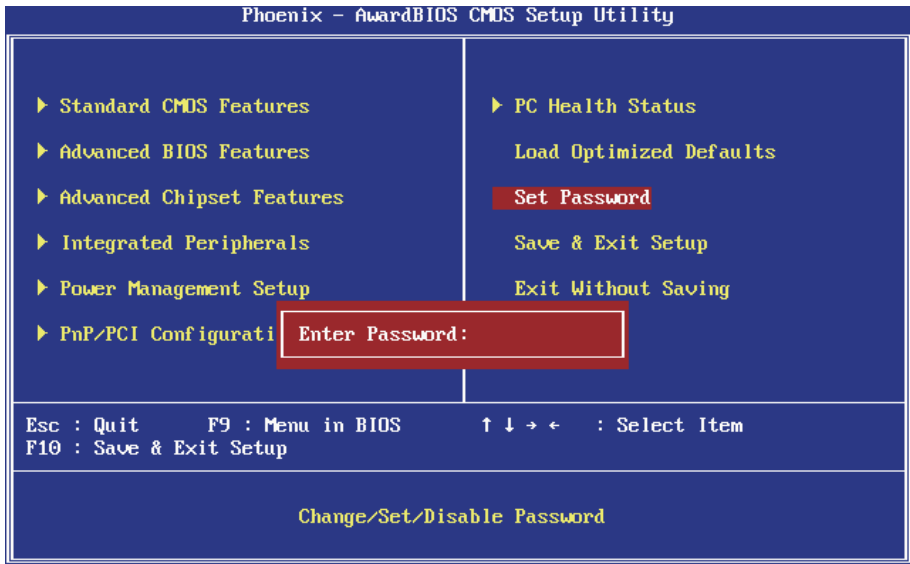 Phoenix - AwardBIOS CMOS Setup Utility
Standard CMOS Features
Advanced BIOS Features
Advanced Chipset Features
Integrated Peripherals
Power Management Setup
PnP/PCI Configurati
PC Health Status
Load Optimized Defaults
Set Password
Save & Exit Setup
Exit Without Saving
Enter Password:
Esc : Quit F9 : Menu in BIOS ↑ ↓ → ← : Select Item
F10 : Save & Exit Setup
Change/Set/Disable Password